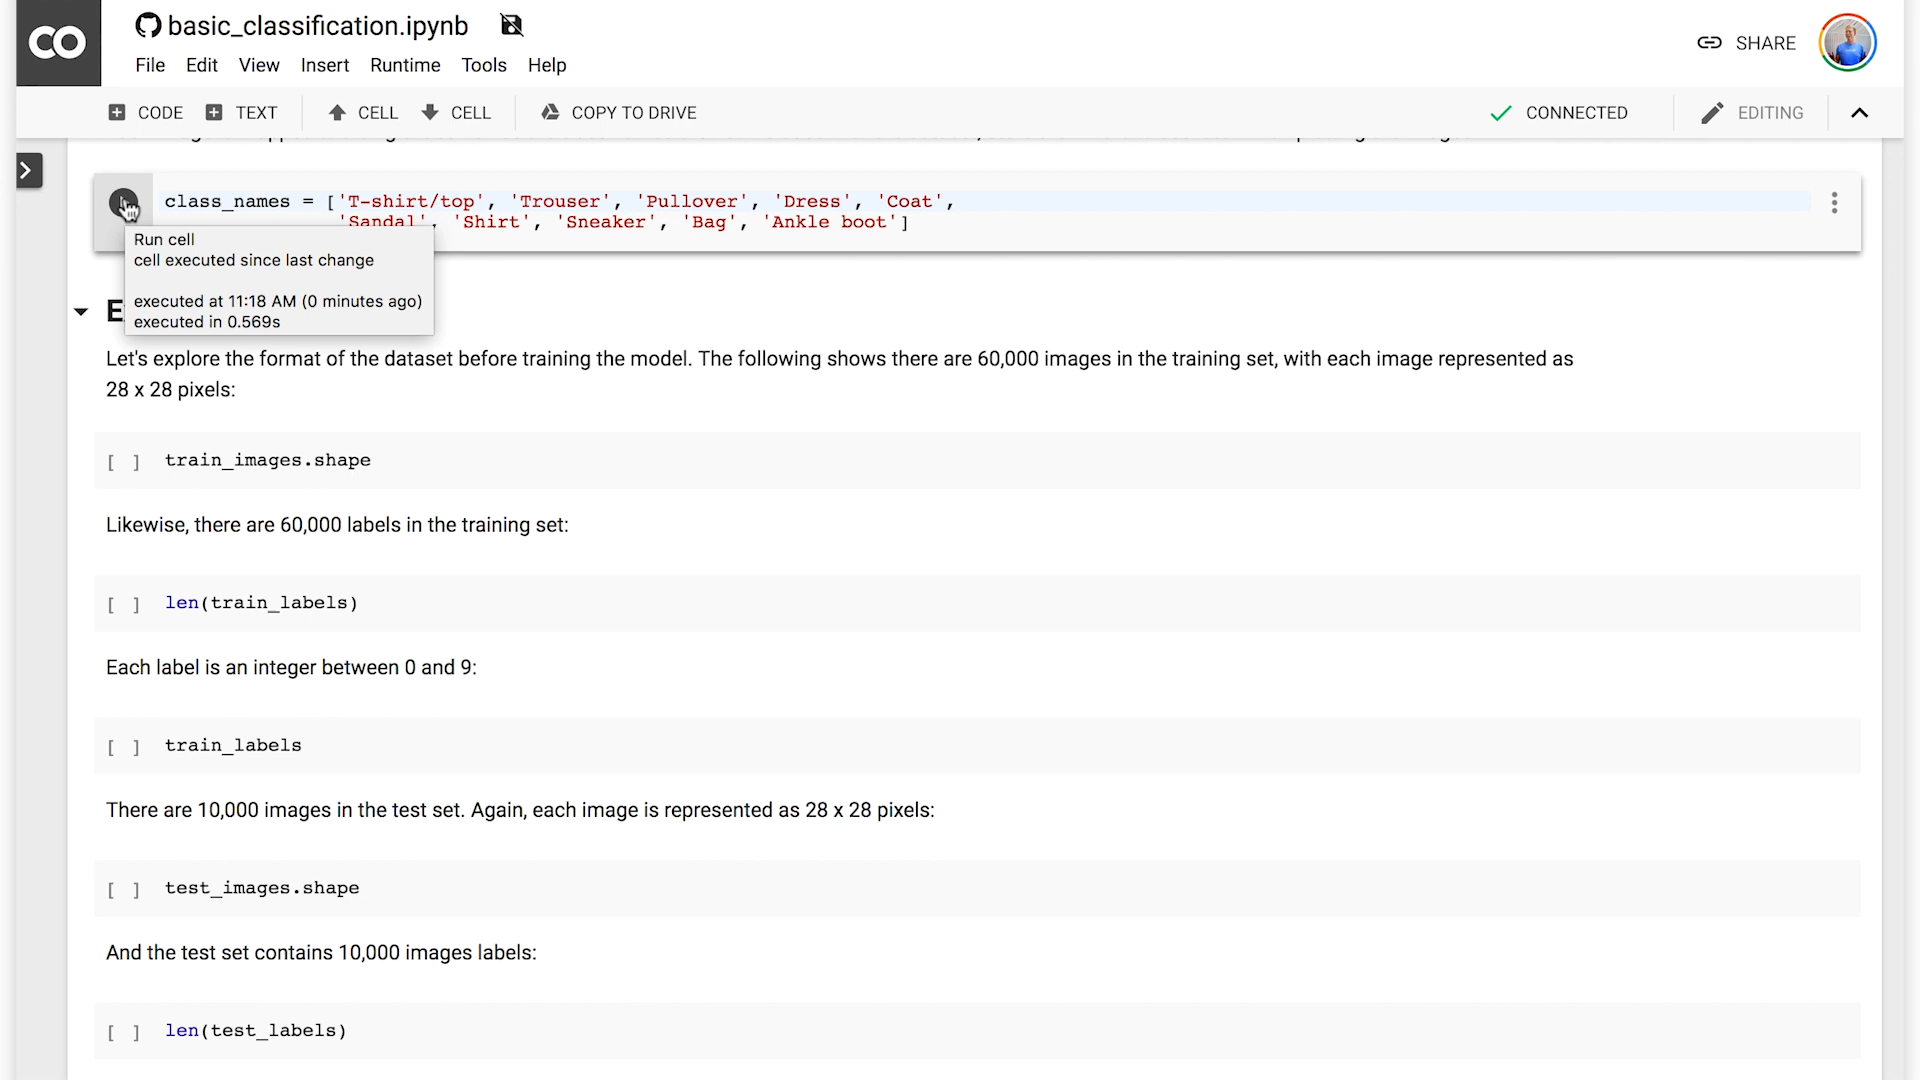 CO
basic_classification.ipynb
File Edit View Insert Runtime Tools Help
SHARE
CODE TEXT CELL CELL COPY TO DRIVE CONNECTED EDITING
class_names = ['T-shirt/top', 'Trouser', 'Pullover', 'Dress', 'Coat',
'Sandal', 'Shirt', 'Sneaker', 'Bag', 'Ankle boot']
Run cell
cell executed since last change
executed at 11:18 AM (0 minutes ago)
executed in 0.569s
E
Let's explore the format of the dataset before training the model. The following shows there are 60,000 images in the training set, with each image represented as
28 x 28 pixels:
[ ] train_images.shape
Likewise, there are 60,000 labels in the training set:
[ ] len(train_labels)
Each label is an integer between 0 and 9:
[ ] train_labels
There are 10,000 images in the test set. Again, each image is represented as 28 x 28 pixels:
[ ] test_images.shape
And the test set contains 10,000 images labels:
[ ] len(test_labels)